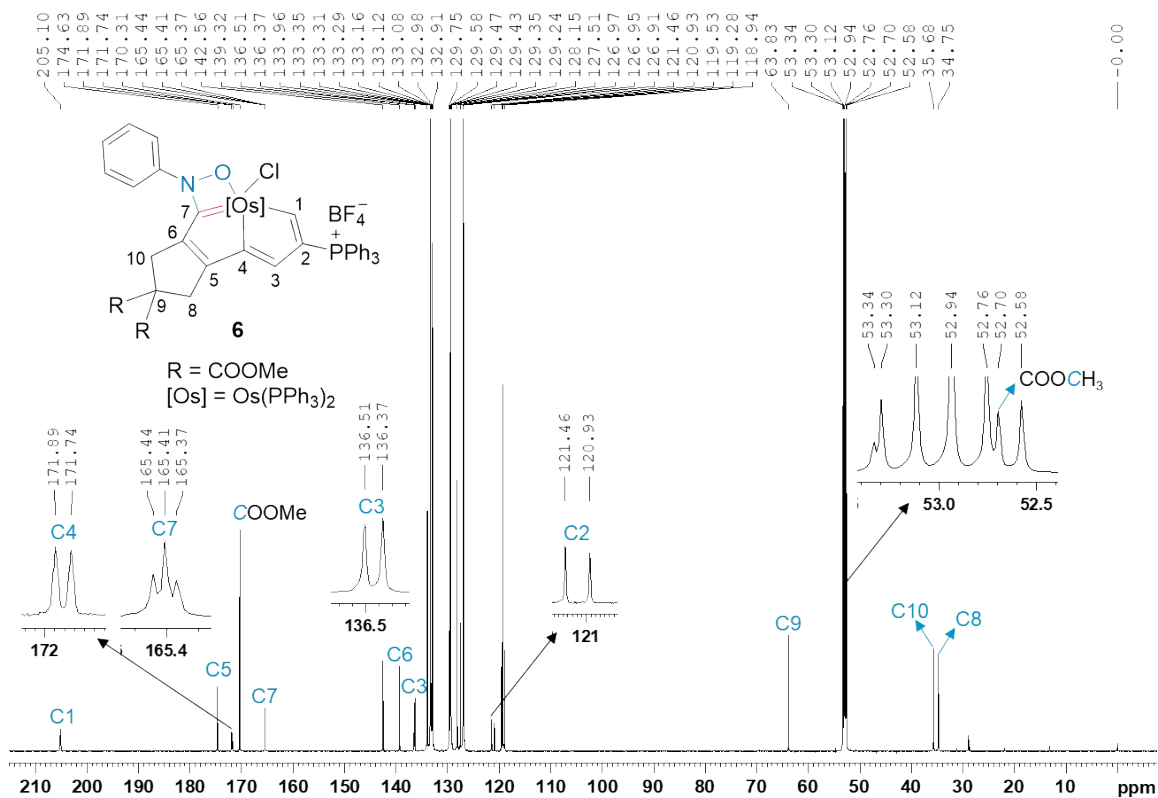 205.10 174.63 171.89 171.74 170.31 165.44 165.41 165.37 142.56 139.32 136.51 136.37 133.96 133.35 133.31 133.29 133.16 133.12 133.08 132.98 132.91 129.75 129.58 129.47 129.43 129.35 129.24 128.15 127.51 126.97 126.95 126.91 121.46 120.93 119.53 119.28 118.94 63.83 53.34 53.30 53.12 52.94 52.76 52.70 52.58 35.68 34.75 -0.00
N O Cl
7 [Os] 1
BF4−
6 2 +PPh3
10 5 4 3
R 9 8
R
6
R = COOMe
[Os] = Os(PPh3)2
53.34 53.30 53.12 52.94 52.76 52.70 52.58
COOCH3
53.0 52.5
171.89 171.74
C4
172
165.44 165.41 165.37
C7
165.4
COOMe
136.51 136.37
C3
136.5
121.46 120.93
C2
121
C1
C5
C7
C6
C3
C9
C10
C8
210 200 190 180 170 160 150 140 130 120 110 100 90 80 70 60 50 40 30 20 10 ppm